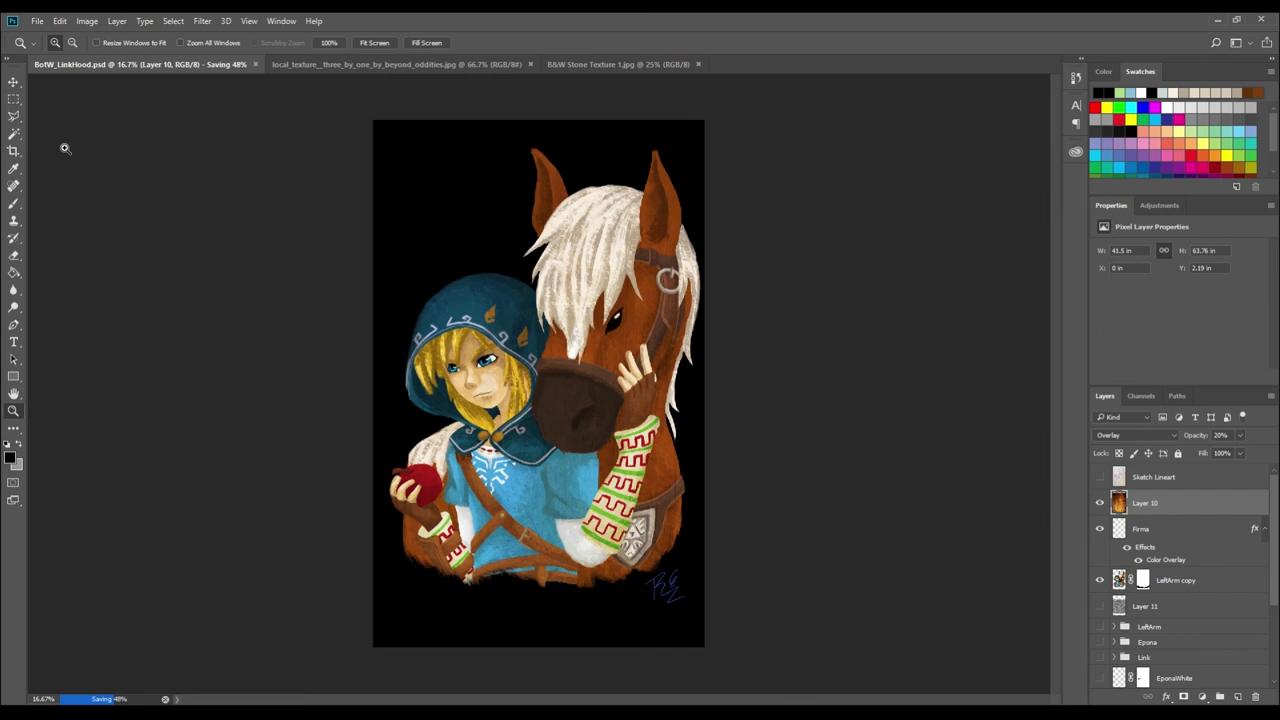 Ps File Edit Image Layer Type Select Filter 3D View Window Help
Resize Windows to Fit Zoom All Windows Scrubby Zoom 100% Fit Screen Fill Screen
BotW_LinkHood.psd @ 16.7% (Layer 10, RGB/8) - Saving 48% × local_texture__three_by_one_by_beyond_oddities.jpg @ 66.7% (RGB/8#) × B&W Stone Texture 1.jpg @ 25% (RGB/8) ×
Color Swatches
Properties Adjustments
Pixel Layer Properties
W: 41.5 in H: 63.76 in
X: 0 in Y: 2.19 in
Layers Channels Paths
Kind
Overlay Opacity: 20%
Lock: Fill: 100%
Sketch Lineart
Layer 10
Firma fx
Effects
Color Overlay
LeftArm copy
Layer 11
LeftArm
Epona
Link
EponaWhite
16.67% Saving 48%